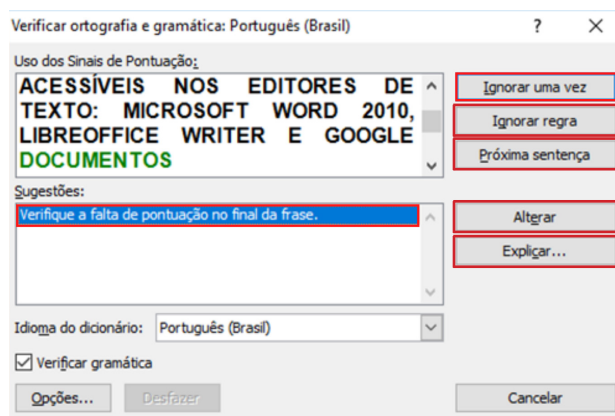 Verificar ortografia e gramática: Português (Brasil)
?
Uso dos Sinais de Pontuação:
ACESSÍVEIS NOS EDITORES DE
TEXTO: MICROSOFT WORD 2010,
LIBREOFFICE WRITER E GOOGLE
DOCUMENTOS
Ignorar uma vez
Ignorar regra
Próxima sentença
Sugestões:
Verifique a falta de pontuação no final da frase.
Alterar
Explicar...
Idioma do dicionário: Português (Brasil)
Verificar gramática
Opções... Desfazer Cancelar